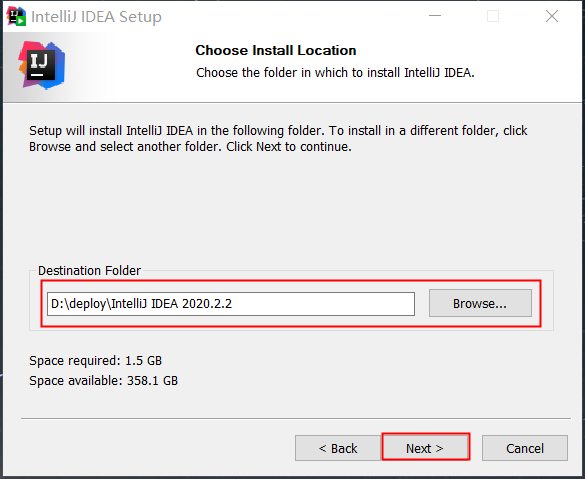 IntelliJ IDEA Setup
IJ
Choose Install Location
Choose the folder in which to install IntelliJ IDEA.
Setup will install IntelliJ IDEA in the following folder. To install in a different folder, click
Browse and select another folder. Click Next to continue.
Destination Folder
D:\deploy\IntelliJ IDEA 2020.2.2
Browse...
Space required: 1.5 GB
Space available: 358.1 GB
< Back
Next >
Cancel